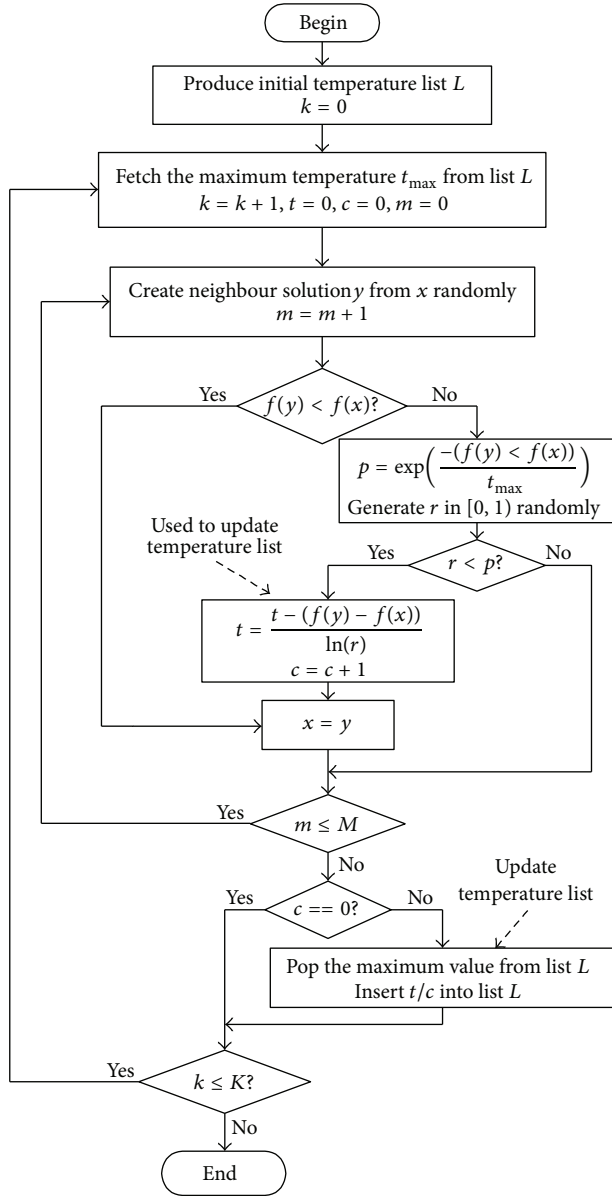 Begin
Produce initial temperature list L
k = 0
Fetch the maximum temperature t_max from list L
k = k + 1, t = 0, c = 0, m = 0
Create neighbour solution y from x randomly
m = m + 1
Yes
f(y) < f(x)?
No
p = exp(−(f(y) < f(x))/t_max)
Generate r in [0, 1) randomly
Used to update
temperature list
Yes
r < p?
No
t = t − (f(y) − f(x))/ln(r)
c = c + 1
x = y
Yes
m ≤ M
No
Update
temperature list
Yes
c == 0?
No
Pop the maximum value from list L
Insert t/c into list L
Yes
k ≤ K?
No
End